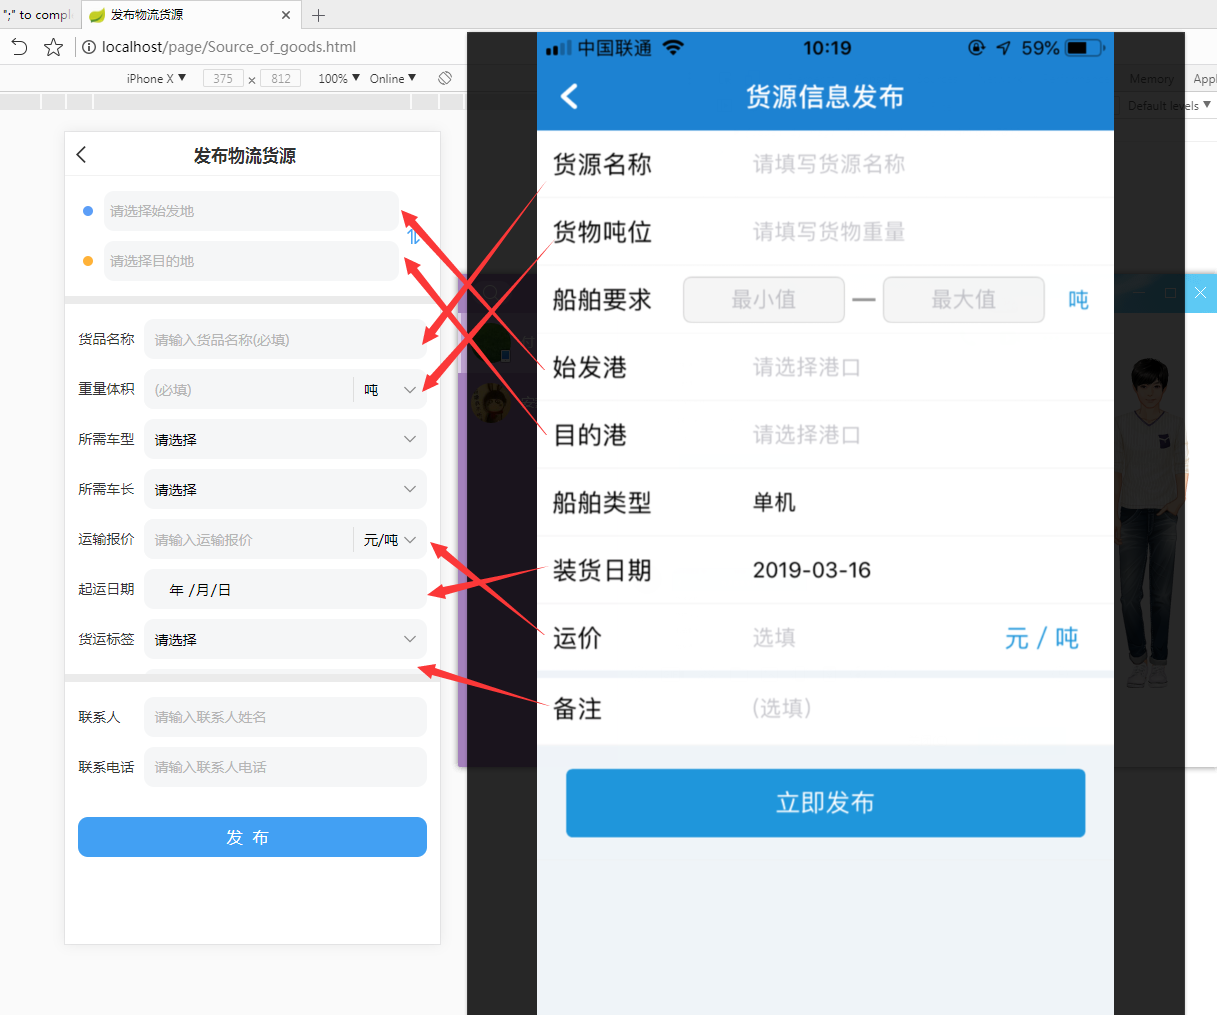 ";" to compl
发布物流货源
localhost/page/Source_of_goods.html
iPhone X ▼ 375 × 812 100% ▼ Online ▼
Memory
Appl
Default levels ▼
发布物流货源
请选择始发地
请选择目的地
货品名称 请输入货品名称(必填)
重量体积 (必填) 吨
所需车型 请选择
所需车长 请选择
运输报价 请输入运输报价 元/吨
起运日期 年 /月/日
货运标签 请选择
联系人 请输入联系人姓名
联系电话 请输入联系人电话
发 布
中国联通 10:19 59%
货源信息发布
货源名称 请填写货源名称
货物吨位 请填写货物重量
船舶要求 最小值 — 最大值 吨
始发港 请选择港口
目的港 请选择港口
船舶类型 单机
装货日期 2019-03-16
运价 选填 元 / 吨
备注 (选填)
立即发布